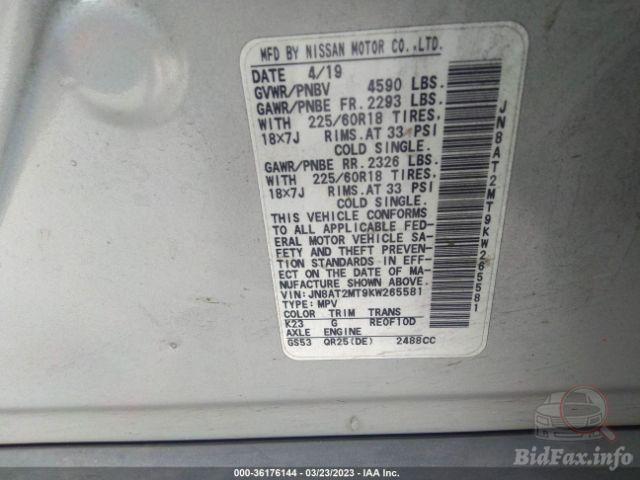 MFD BY NISSAN MOTOR CO.,LTD.
DATE 4/19
GVWR/PNBV 4590 LBS.
GAWR/PNBE FR. 2293 LBS.
WITH 225/60R18 TIRES,
18×7J RIMS.AT 33 PSI
COLD SINGLE.
GAWR/PNBE RR. 2326 LBS.
WITH 225/60R18 TIRES,
18×7J RIMS.AT 33 PSI
COLD SINGLE.
THIS VEHICLE CONFORMS
TO ALL APPLICABLE FED-
ERAL MOTOR VEHICLE SA-
FETY AND THEFT PREVEN-
TION STANDARDS IN EFF-
ECT ON THE DATE OF MA-
NUFACTURE SHOWN ABOVE.
VIN: JN8AT2MT9KW265581
TYPE: MPV
COLOR TRIM TRANS
K23 G RE0F10D
AXLE ENGINE
GS53 QR25(DE) 2488CC
JN8AT2MT9KW265581
000-36176144 — 03/23/2023 - IAA Inc.
BidFax.info